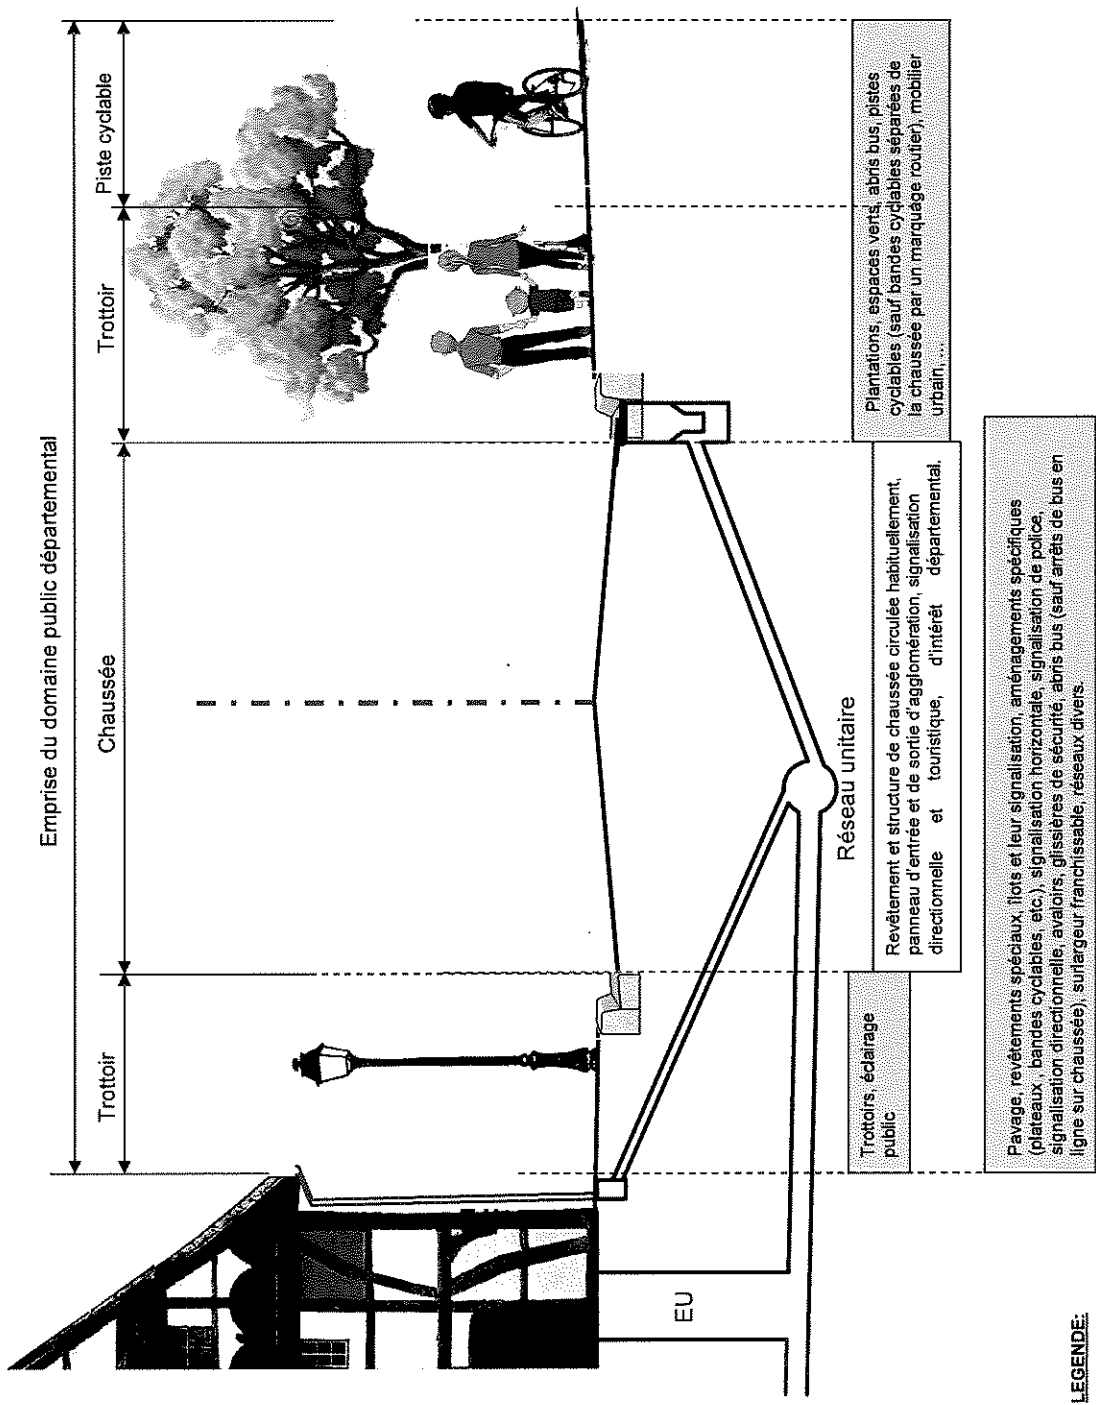 Emprise du domaine public départemental
Trottoir
Chaussée
Trottoir
Piste cyclable
EU
Réseau unitaire
Trottoirs, éclairage
public
Revêtement et structure de chaussée circulée habituellement,
panneau d'entrée et de sortie d'agglomération, signalisation
directionnelle et touristique, d'intérêt départemental.
Plantations, espaces verts, abris bus, pistes
cyclables (sauf bandes cyclables séparées de
la chaussée par un marquage routier), mobilier
urbain, ...
Pavage, revêtements spéciaux, îlots et leur signalisation, aménagements spécifiques
(plateaux , bandes cyclables, etc.), signalisation horizontale, signalisation de police,
signalisation directionnelle, avaloirs, glissières de sécurité, abris bus (sauf arrêts de bus en
ligne sur chaussée), surlargeur franchissable, réseaux divers.
LEGENDE: